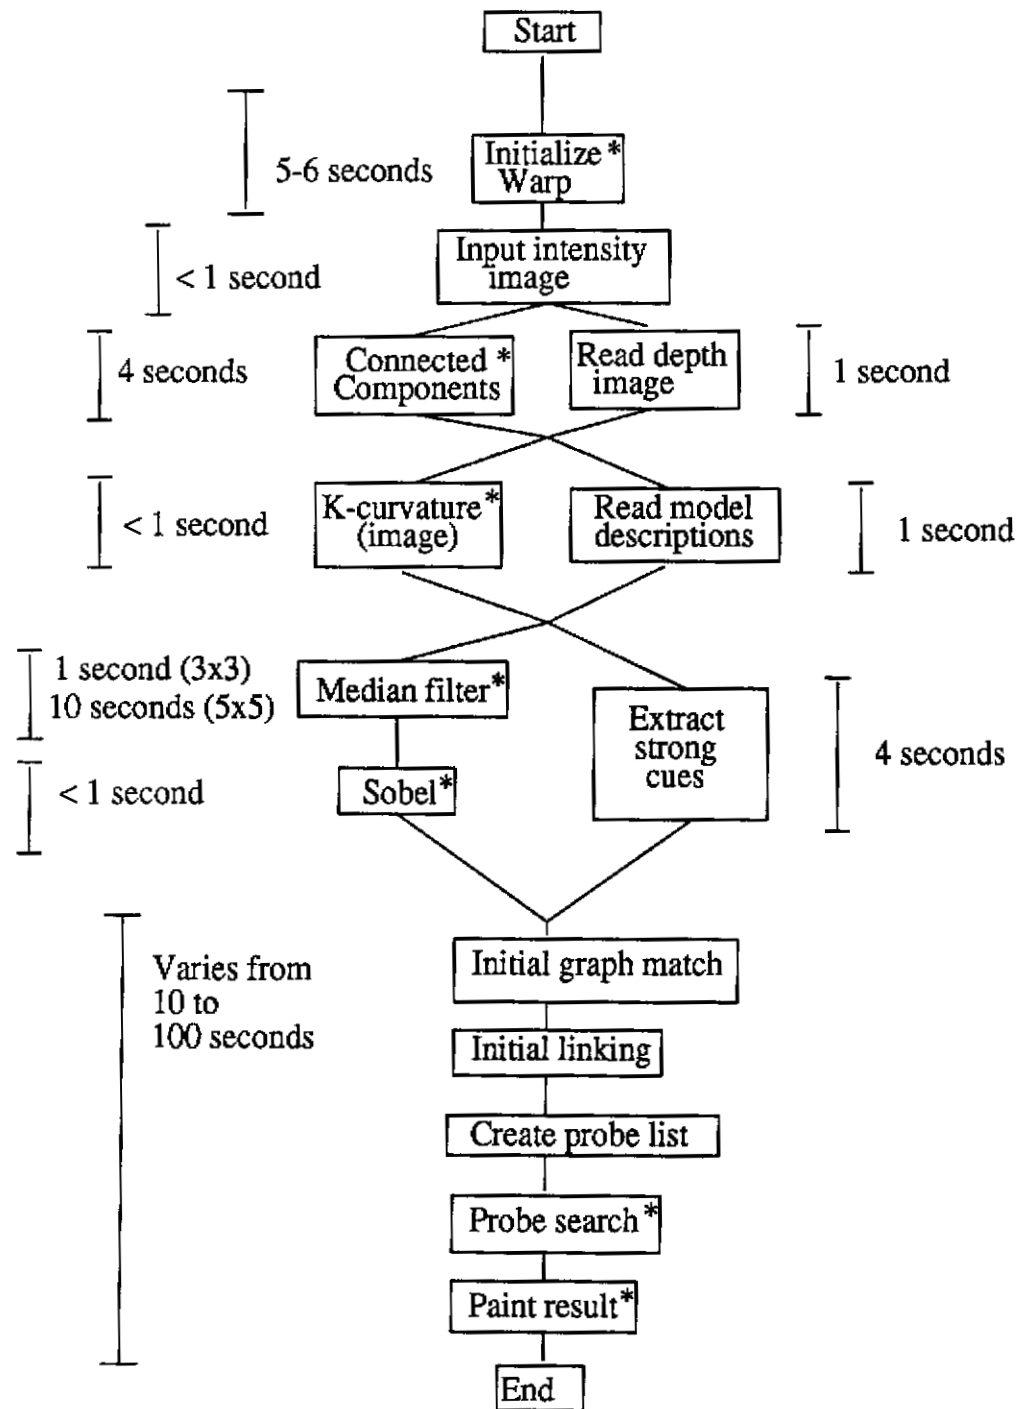 Start
5-6 seconds
Initialize *
Warp
Input intensity
image
< 1 second
4 seconds
Connected *
Components
Read depth
image
1 second
< 1 second
K-curvature *
(image)
Read model
descriptions
1 second
1 second (3x3)
10 seconds (5x5)
Median filter*
Extract
strong
cues
4 seconds
< 1 second
Sobel*
Varies from
10 to
100 seconds
Initial graph match
Initial linking
Create probe list
Probe search*
Paint result*
End